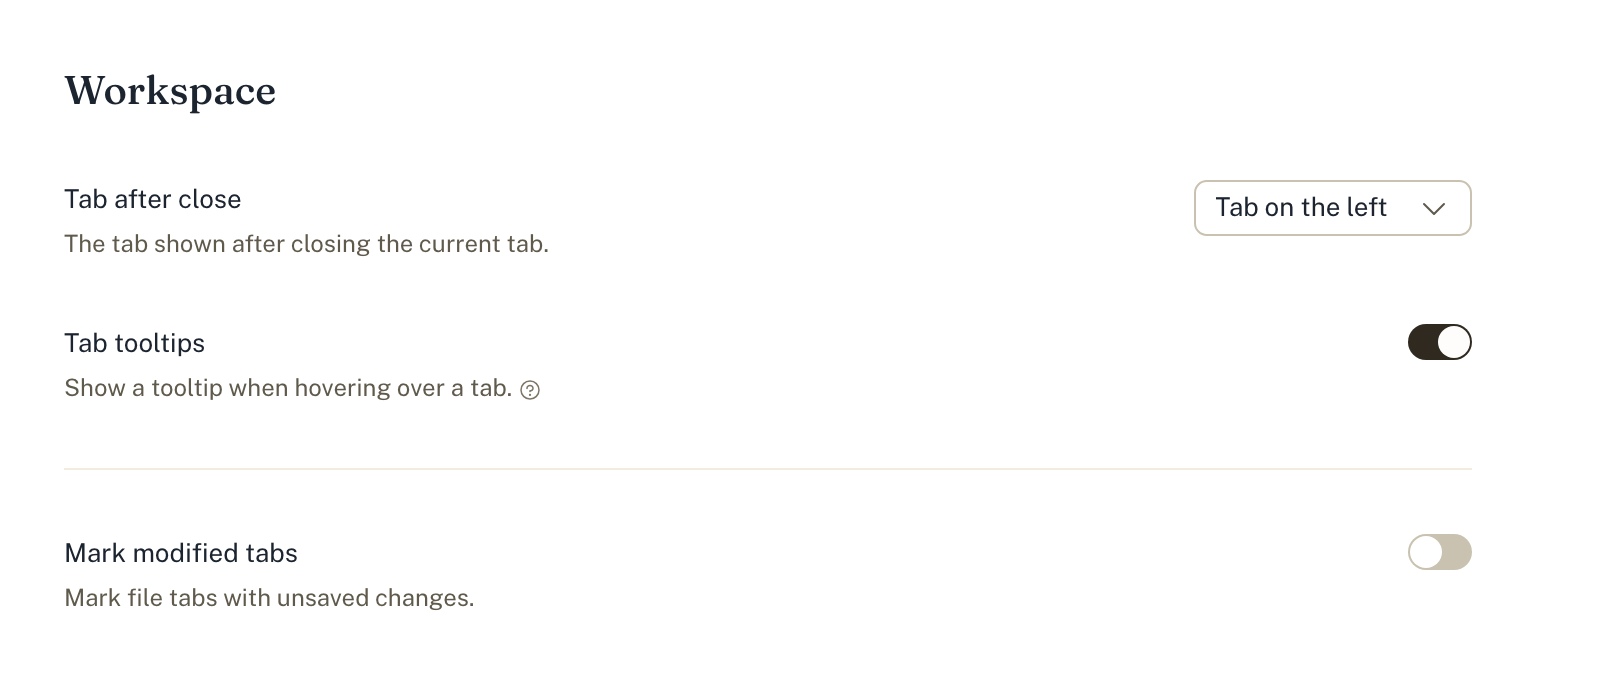 Workspace
Tab after close
Tab on the left
The tab shown after closing the current tab.
Tab tooltips
Show a tooltip when hovering over a tab.
Mark modified tabs
Mark file tabs with unsaved changes.